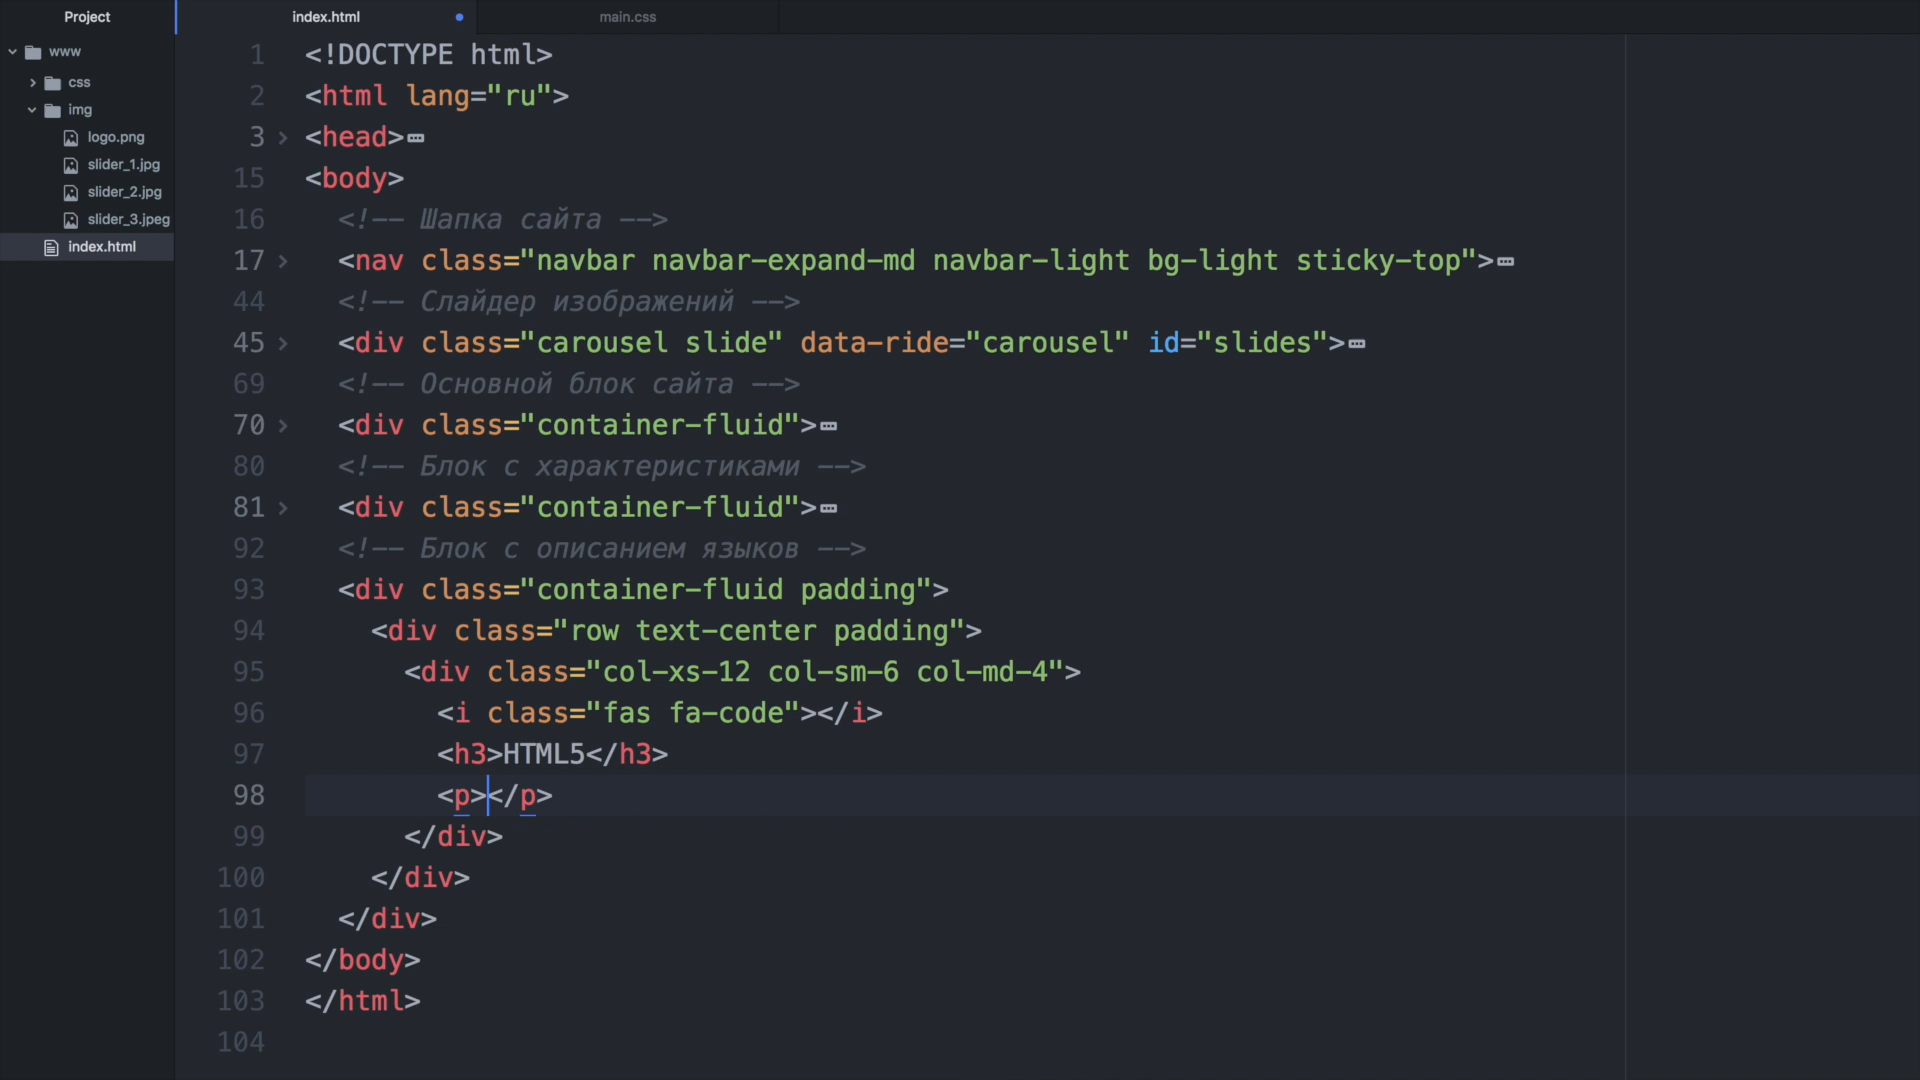 Project
index.html
main.css
www
css
img
logo.png
slider_1.jpg
slider_2.jpg
slider_3.jpeg
index.html
1 <!DOCTYPE html>
2 <html lang="ru">
3 <head>
15 <body>
16 <!-- Шапка сайта -->
17 <nav class="navbar navbar-expand-md navbar-light bg-light sticky-top">
44 <!-- Слайдер изображений -->
45 <div class="carousel slide" data-ride="carousel" id="slides">
69 <!-- Основной блок сайта -->
70 <div class="container-fluid">
80 <!-- Блок с характеристиками -->
81 <div class="container-fluid">
92 <!-- Блок с описанием языков -->
93 <div class="container-fluid padding">
94 <div class="row text-center padding">
95 <div class="col-xs-12 col-sm-6 col-md-4">
96 <i class="fas fa-code"></i>
97 <h3>HTML5</h3>
98 <p></p>
99 </div>
100 </div>
101 </div>
102 </body>
103 </html>
104